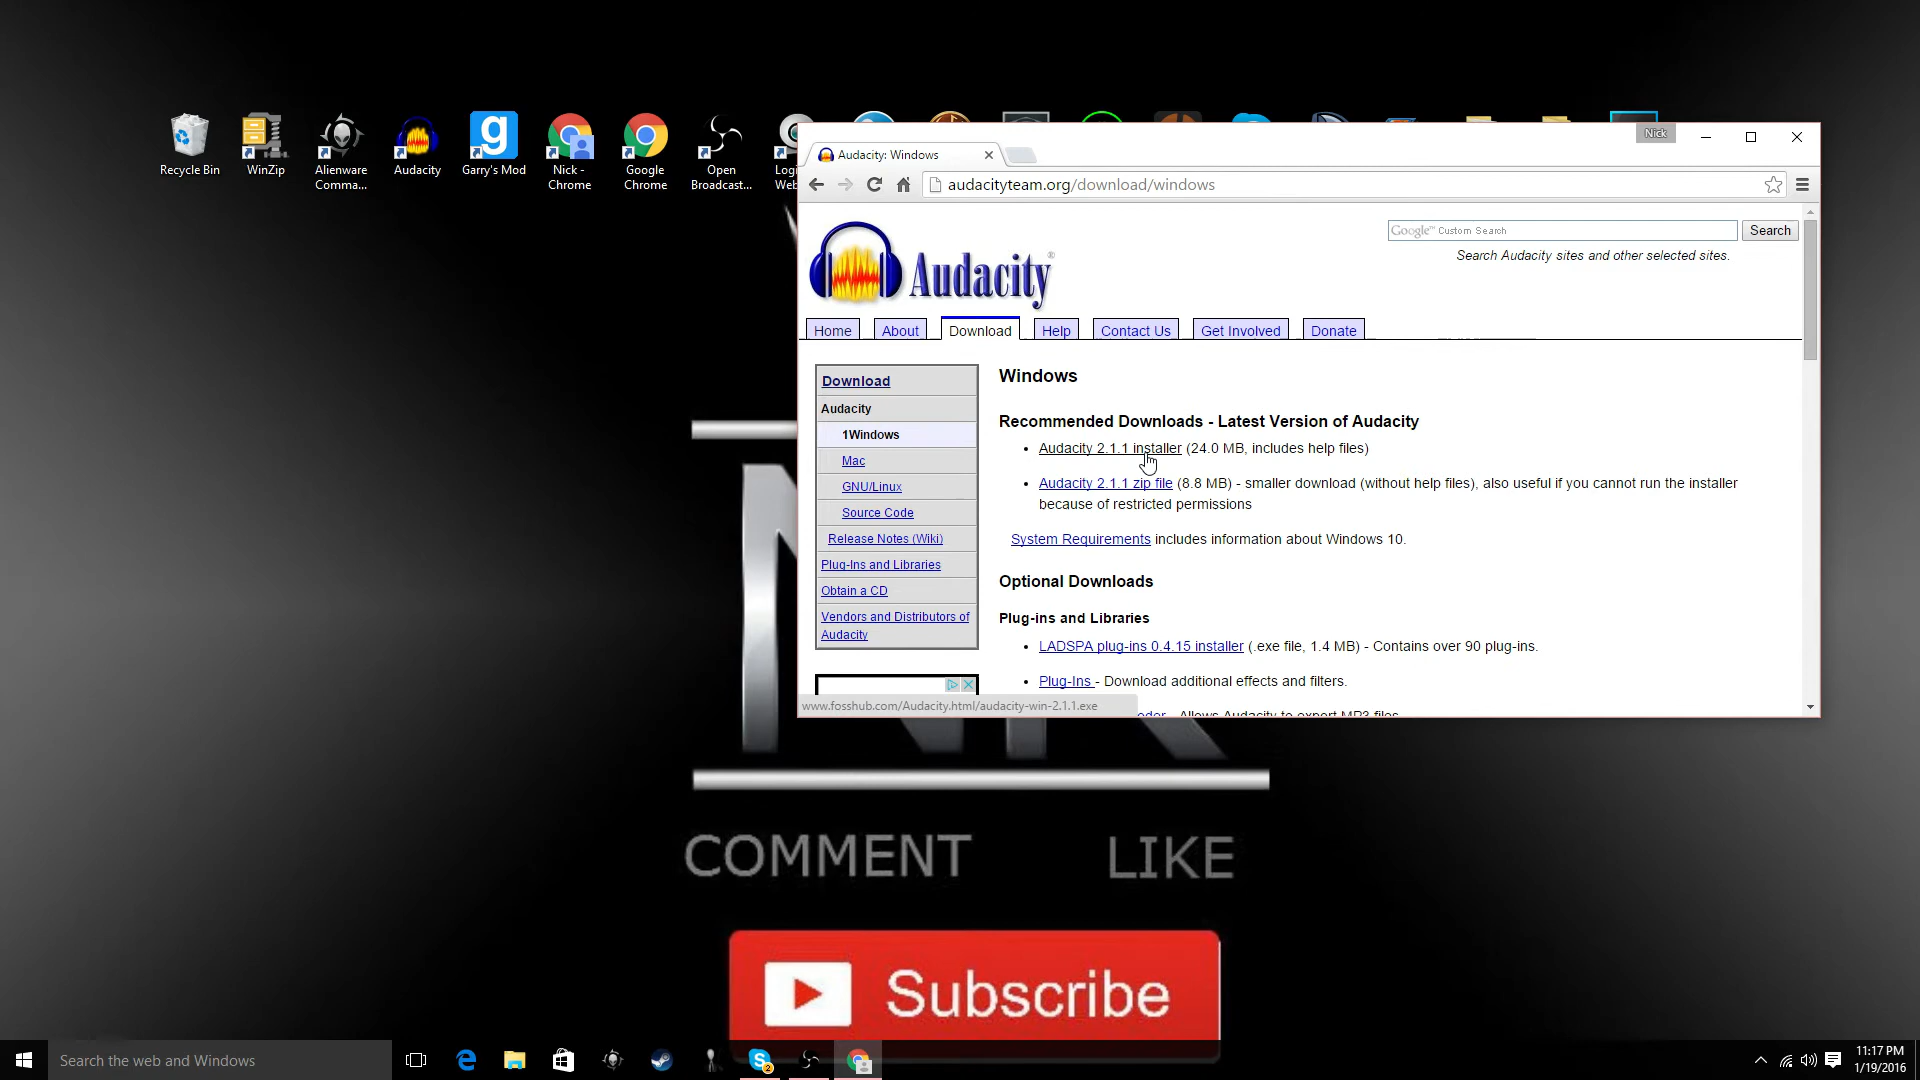 Recycle Bin
WinZip
Alienware
Comma...
Audacity
Garry's Mod
Nick -
Chrome
Google
Chrome
Open
Broadcast...
Nick
Audacity: Windows
audacityteam.org/download/windows
Audacity®
Google™ Custom Search
Search
Search Audacity sites and other selected sites.
Home
About
Download
Help
Contact Us
Get Involved
Donate
Download
Audacity
1Windows
Mac
GNU/Linux
Source Code
Release Notes (Wiki)
Plug-Ins and Libraries
Obtain a CD
Vendors and Distributors of
Audacity
Windows
Recommended Downloads - Latest Version of Audacity
• Audacity 2.1.1 installer (24.0 MB, includes help files)
• Audacity 2.1.1 zip file (8.8 MB) - smaller download (without help files), also useful if you cannot run the installer
because of restricted permissions
System Requirements includes information about Windows 10.
Optional Downloads
Plug-ins and Libraries
• LADSPA plug-ins 0.4.15 installer (.exe file, 1.4 MB) - Contains over 90 plug-ins.
• Plug-Ins - Download additional effects and filters.
- Allows Audacity to export MP3 files
www.fosshub.com/Audacity.html/audacity-win-2.1.1.exe
COMMENT
LIKE
Subscribe
Search the web and Windows
2
11:17 PM
1/19/2016